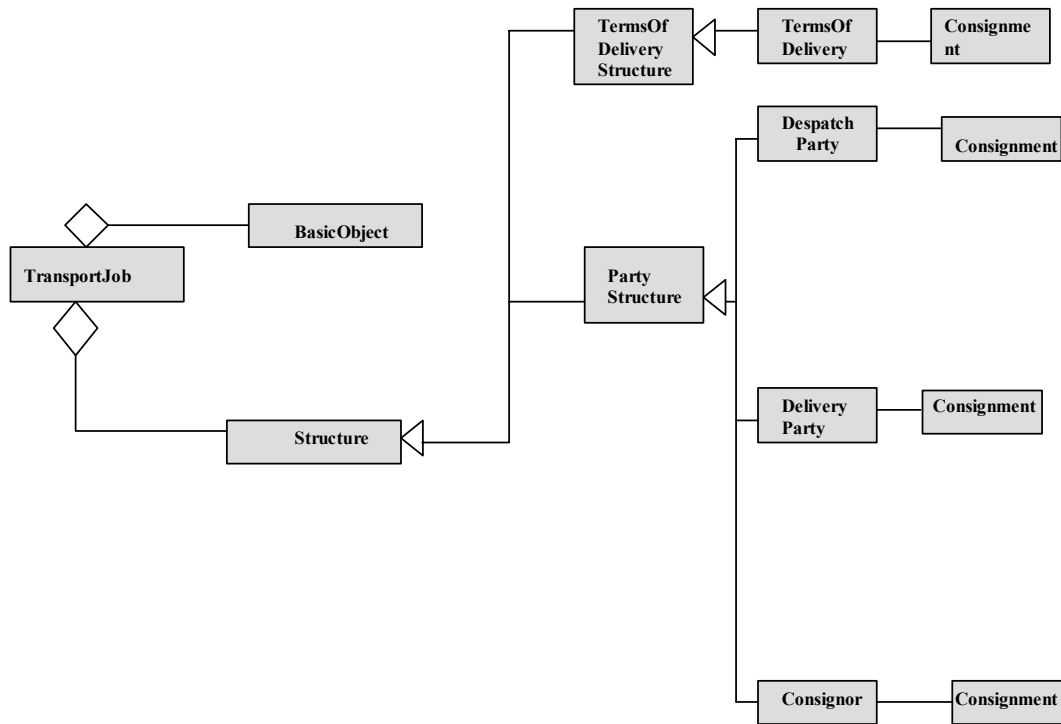 TermsOf
Delivery
Structure
TermsOf
Delivery
Consignme
nt
Despatch
Party
Consignment
BasicObject
TransportJob
Party
Structure
Delivery
Party
Consignment
Structure
Consignor
Consignment